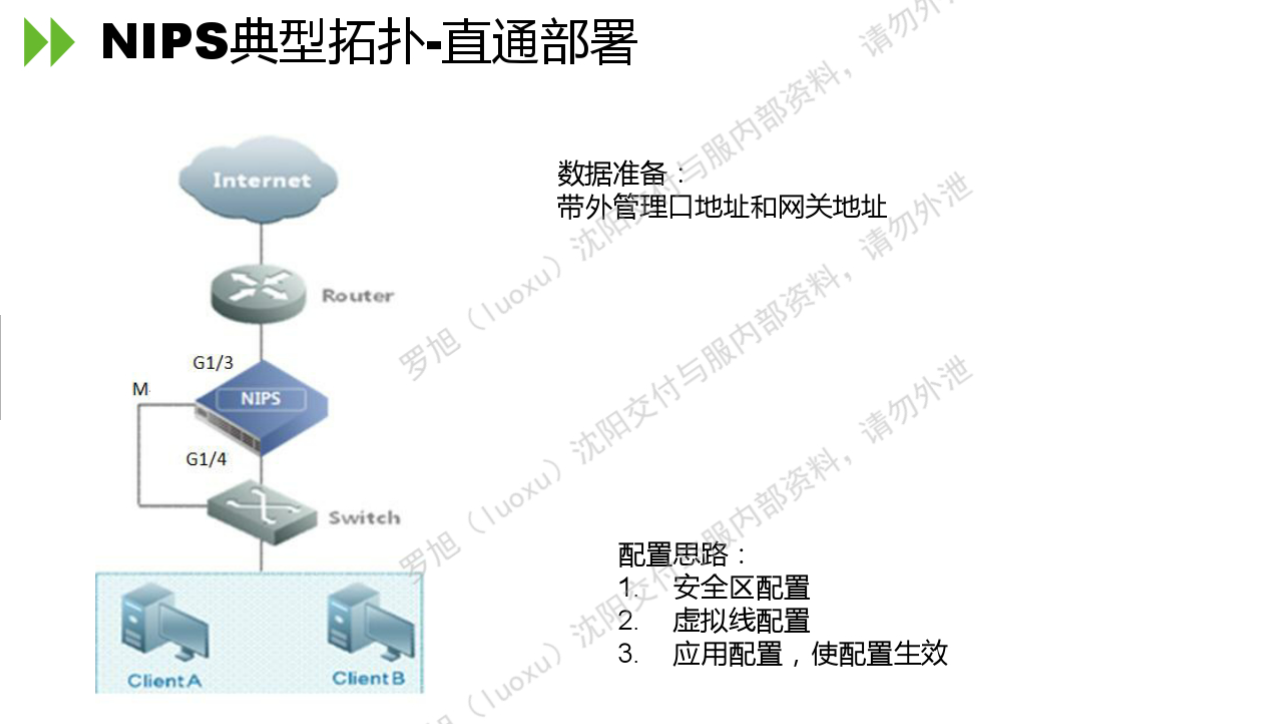 NIPS典型拓扑-直通部署
Internet
数据准备：
带外管理口地址和网关地址
Router
G1/3
M
NIPS
G1/4
Switch
配置思路：
1. 安全区配置
2. 虚拟线配置
3. 应用配置，使配置生效
ClientA
ClientB
请勿外
罗旭（luoxu）沈阳交付与服内部资料，请勿外泄
罗旭（luoxu）沈阳交付与服内部资料，请勿外泄
旭（luoxu）沈阳交付与服内部资料，请勿外泄